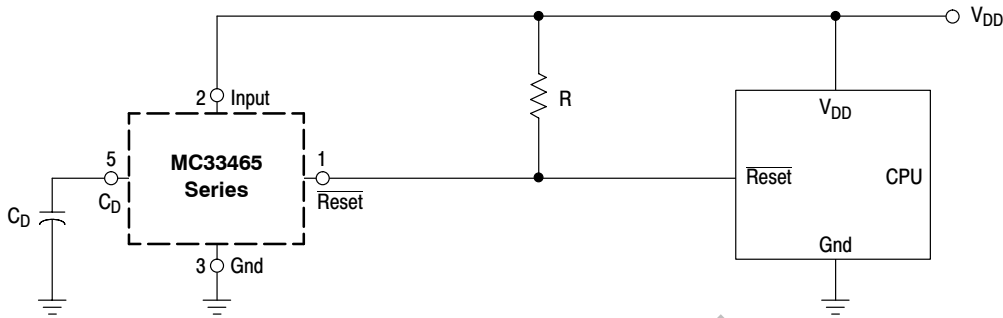 V_DD
2 Input
R
V_DD
5
MC33465
Series
1
Reset
CPU
C_D
Reset
C_D
3 Gnd
Gnd